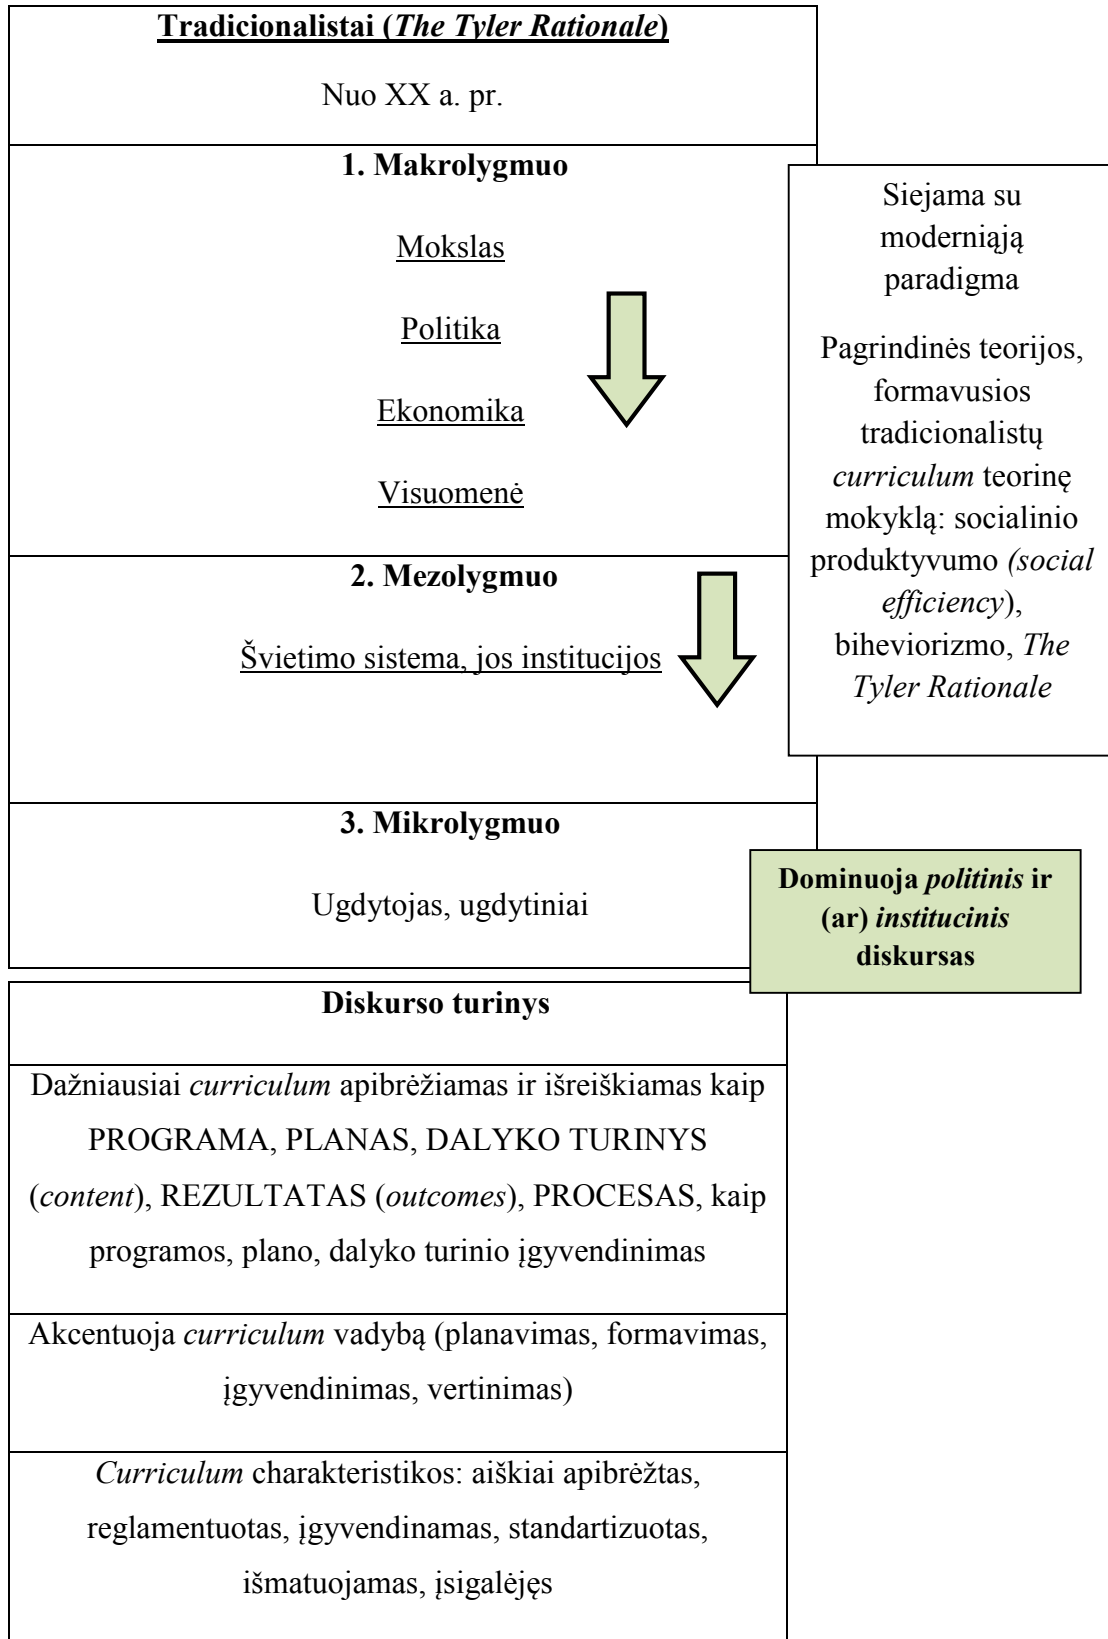 Tradicionalistai (The Tyler Rationale)
Nuo XX a. pr.
1. Makrolygmuo
Mokslas
Politika
Ekonomika
Visuomenė
Siejama su
moderniąją
paradigma
Pagrindinės teorijos,
formavusios
tradicionalistų
curriculum teorinę
mokyklą: socialinio
produktyvumo (social
efficiency),
biheviorizmo, The
Tyler Rationale
2. Mezolygmuo
Švietimo sistema, jos institucijos
3. Mikrolygmuo
Ugdytojas, ugdytiniai
Dominuoja politinis ir
(ar) institucinis
diskursas
Diskurso turinys
Dažniausiai curriculum apibrėžiamas ir išreiškiamas kaip
PROGRAMA, PLANAS, DALYKO TURINYS
(content), REZULTATAS (outcomes), PROCESAS, kaip
programos, plano, dalyko turinio įgyvendinimas
Akcentuoja curriculum vadybą (planavimas, formavimas,
įgyvendinimas, vertinimas)
Curriculum charakteristikos: aiškiai apibrėžtas,
reglamentuotas, įgyvendinamas, standartizuotas,
išmatuojamas, įsigalėjęs